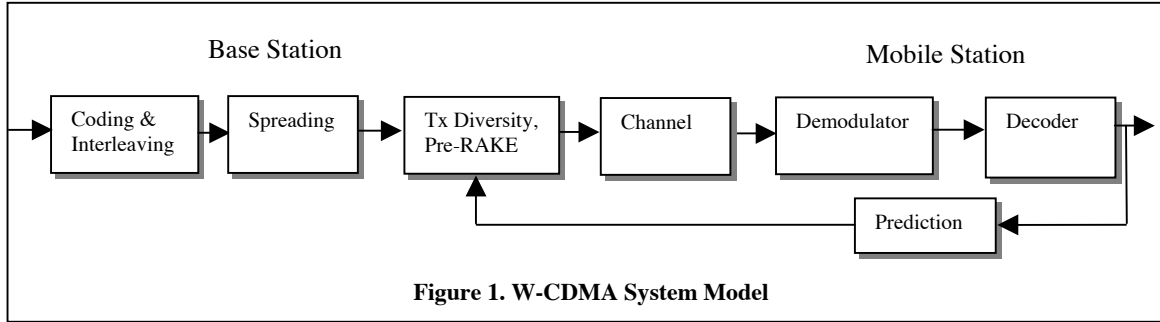 Base Station
Mobile Station
Coding &
Interleaving
Spreading
Tx Diversity,
Pre-RAKE
Channel
Demodulator
Decoder
Prediction
Figure 1. W-CDMA System Model